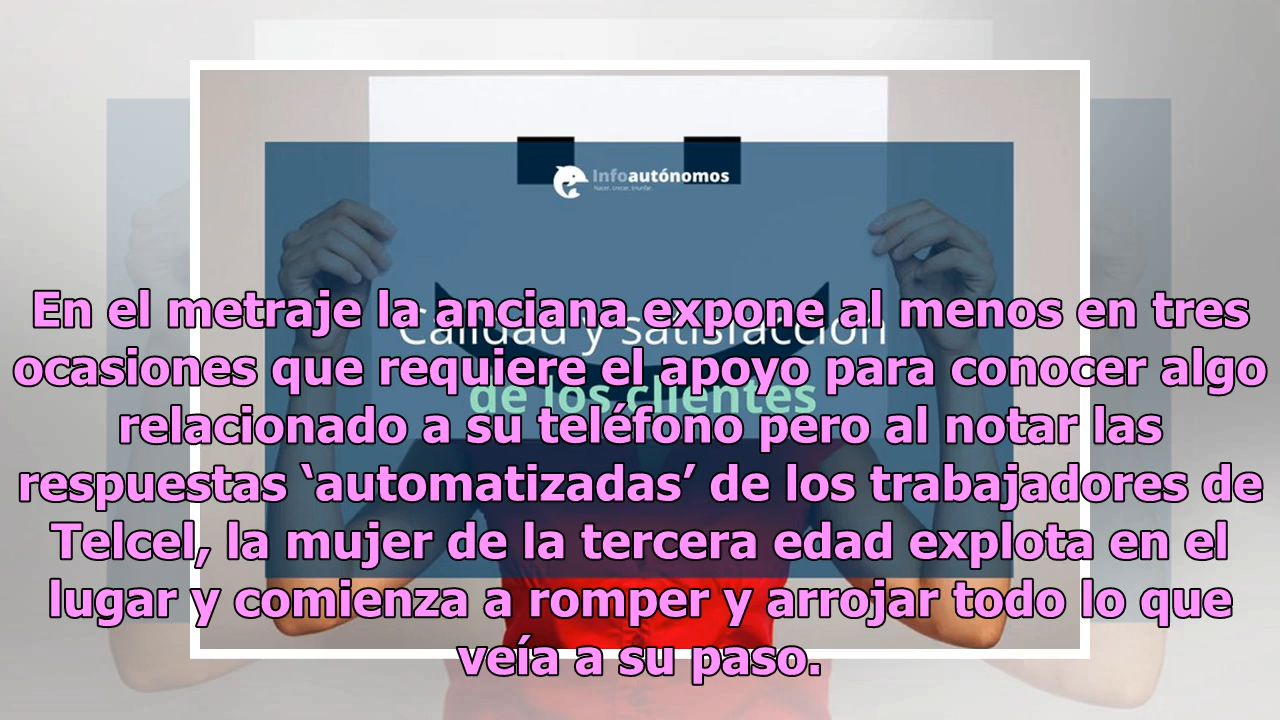 Infoautónomos
Nacer, crecer, triunfar.
Calidad y satisfacción
de los clientes
En el metraje la anciana expone al menos en tres
ocasiones que requiere el apoyo para conocer algo
relacionado a su teléfono pero al notar las
respuestas ‘automatizadas’ de los trabajadores de
Telcel, la mujer de la tercera edad explota en el
lugar y comienza a romper y arrojar todo lo que
veía a su paso.